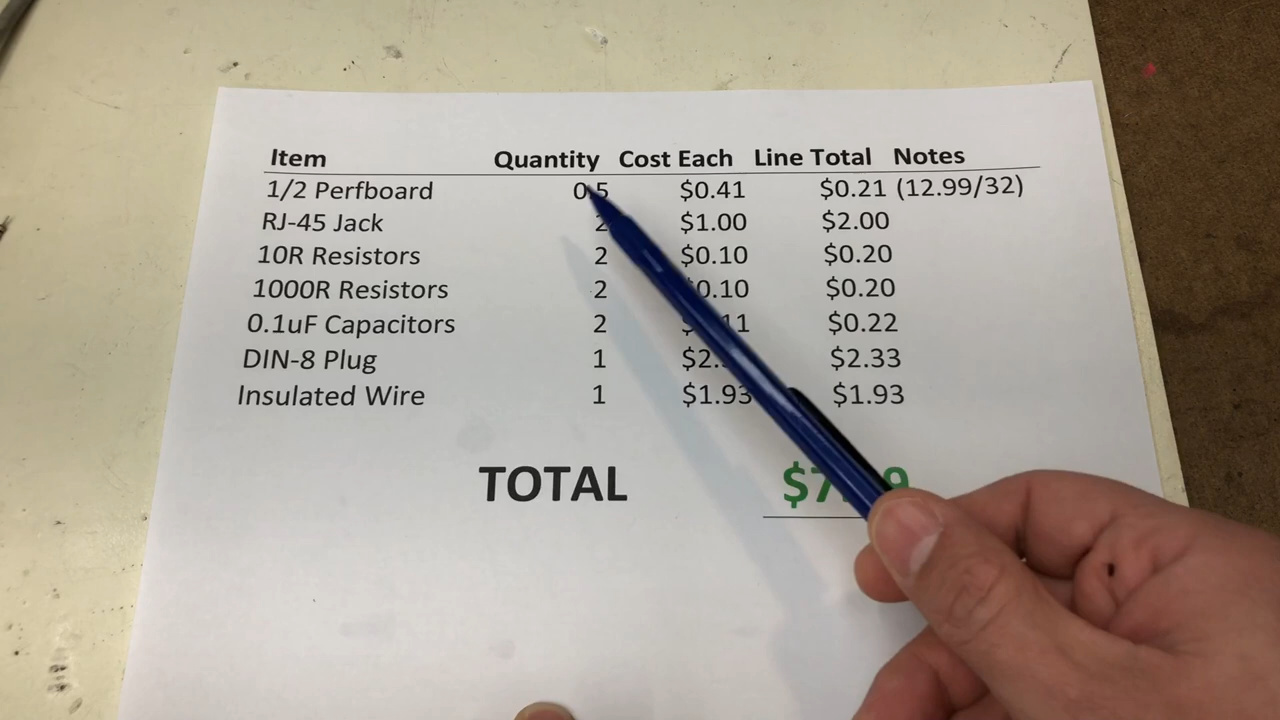 Item Quantity Cost Each Line Total Notes
1/2 Perfboard 0.5 $0.41 $0.21 (12.99/32)
RJ-45 Jack 2 $1.00 $2.00
10R Resistors 2 $0.10 $0.20
1000R Resistors 2 $0.10 $0.20
0.1uF Capacitors 2 $0.22
DIN-8 Plug 1 $2.33
Insulated Wire 1 $1.93 $1.93
TOTAL